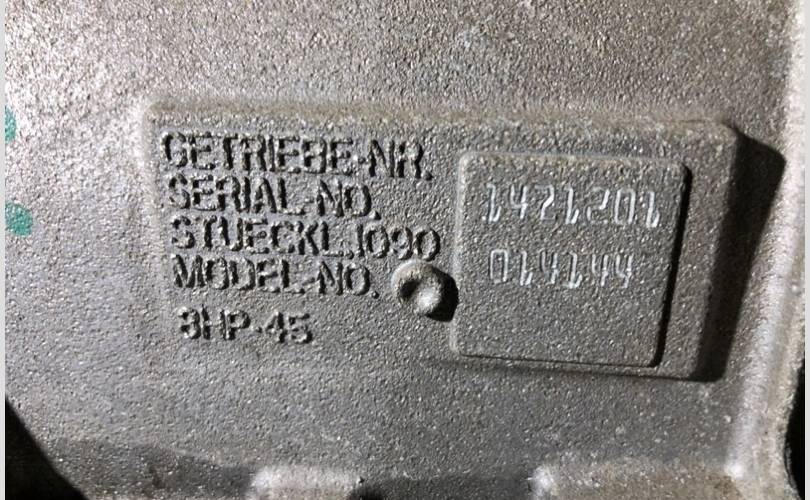 GETRIEBE-NR.
SERIAL-NO.
STUECKL.1090
MODEL-NO.
8HP-45
1421201
014144